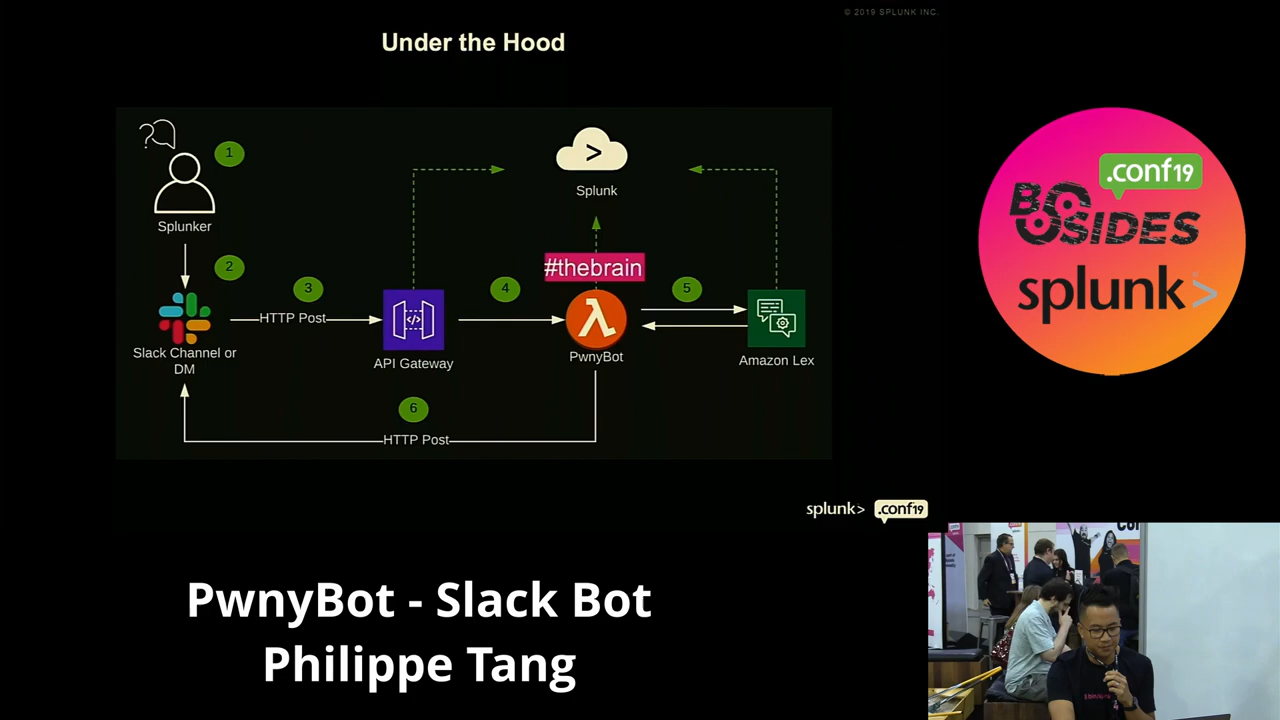 © 2019 SPLUNK INC.
Under the Hood
?
1
>
Splunk
Splunker
2
#thebrain
3
4
5
HTTP Post
</>
λ
Slack Channel or
DM
API Gateway
PwnyBot
Amazon Lex
6
HTTP Post
splunk> .conf19
.conf19
BOSIDES
splunk>
PwnyBot - Slack Bot
Philippe Tang